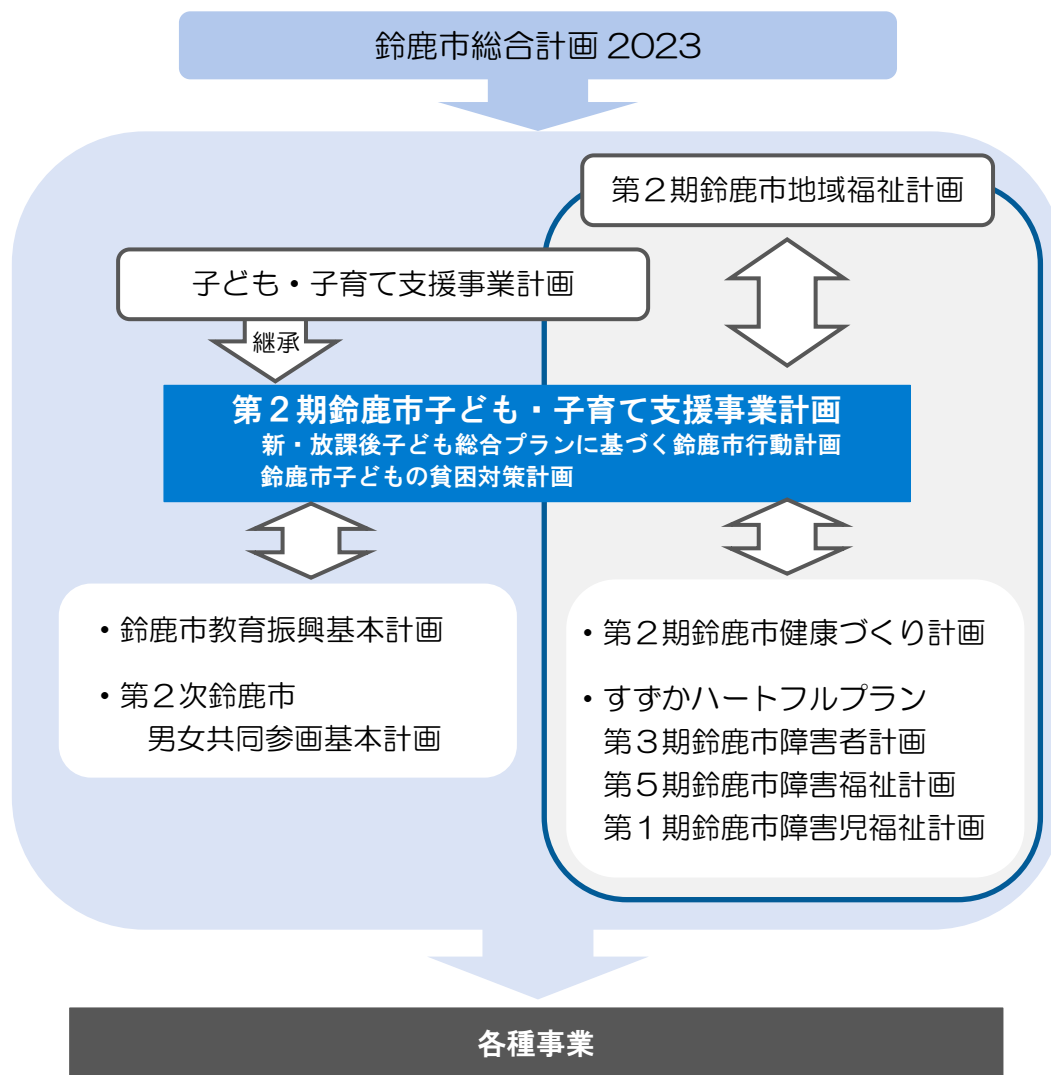 鈴鹿市総合計画 2023
第２期鈴鹿市地域福祉計画
子ども・子育て支援事業計画
継承
第２期鈴鹿市子ども・子育て支援事業計画
新・放課後子ども総合プランに基づく鈴鹿市行動計画
鈴鹿市子どもの貧困対策計画
・鈴鹿市教育振興基本計画
・第２次鈴鹿市
男女共同参画基本計画
・第２期鈴鹿市健康づくり計画
・すずかハートフルプラン
第３期鈴鹿市障害者計画
第５期鈴鹿市障害福祉計画
第１期鈴鹿市障害児福祉計画
各種事業